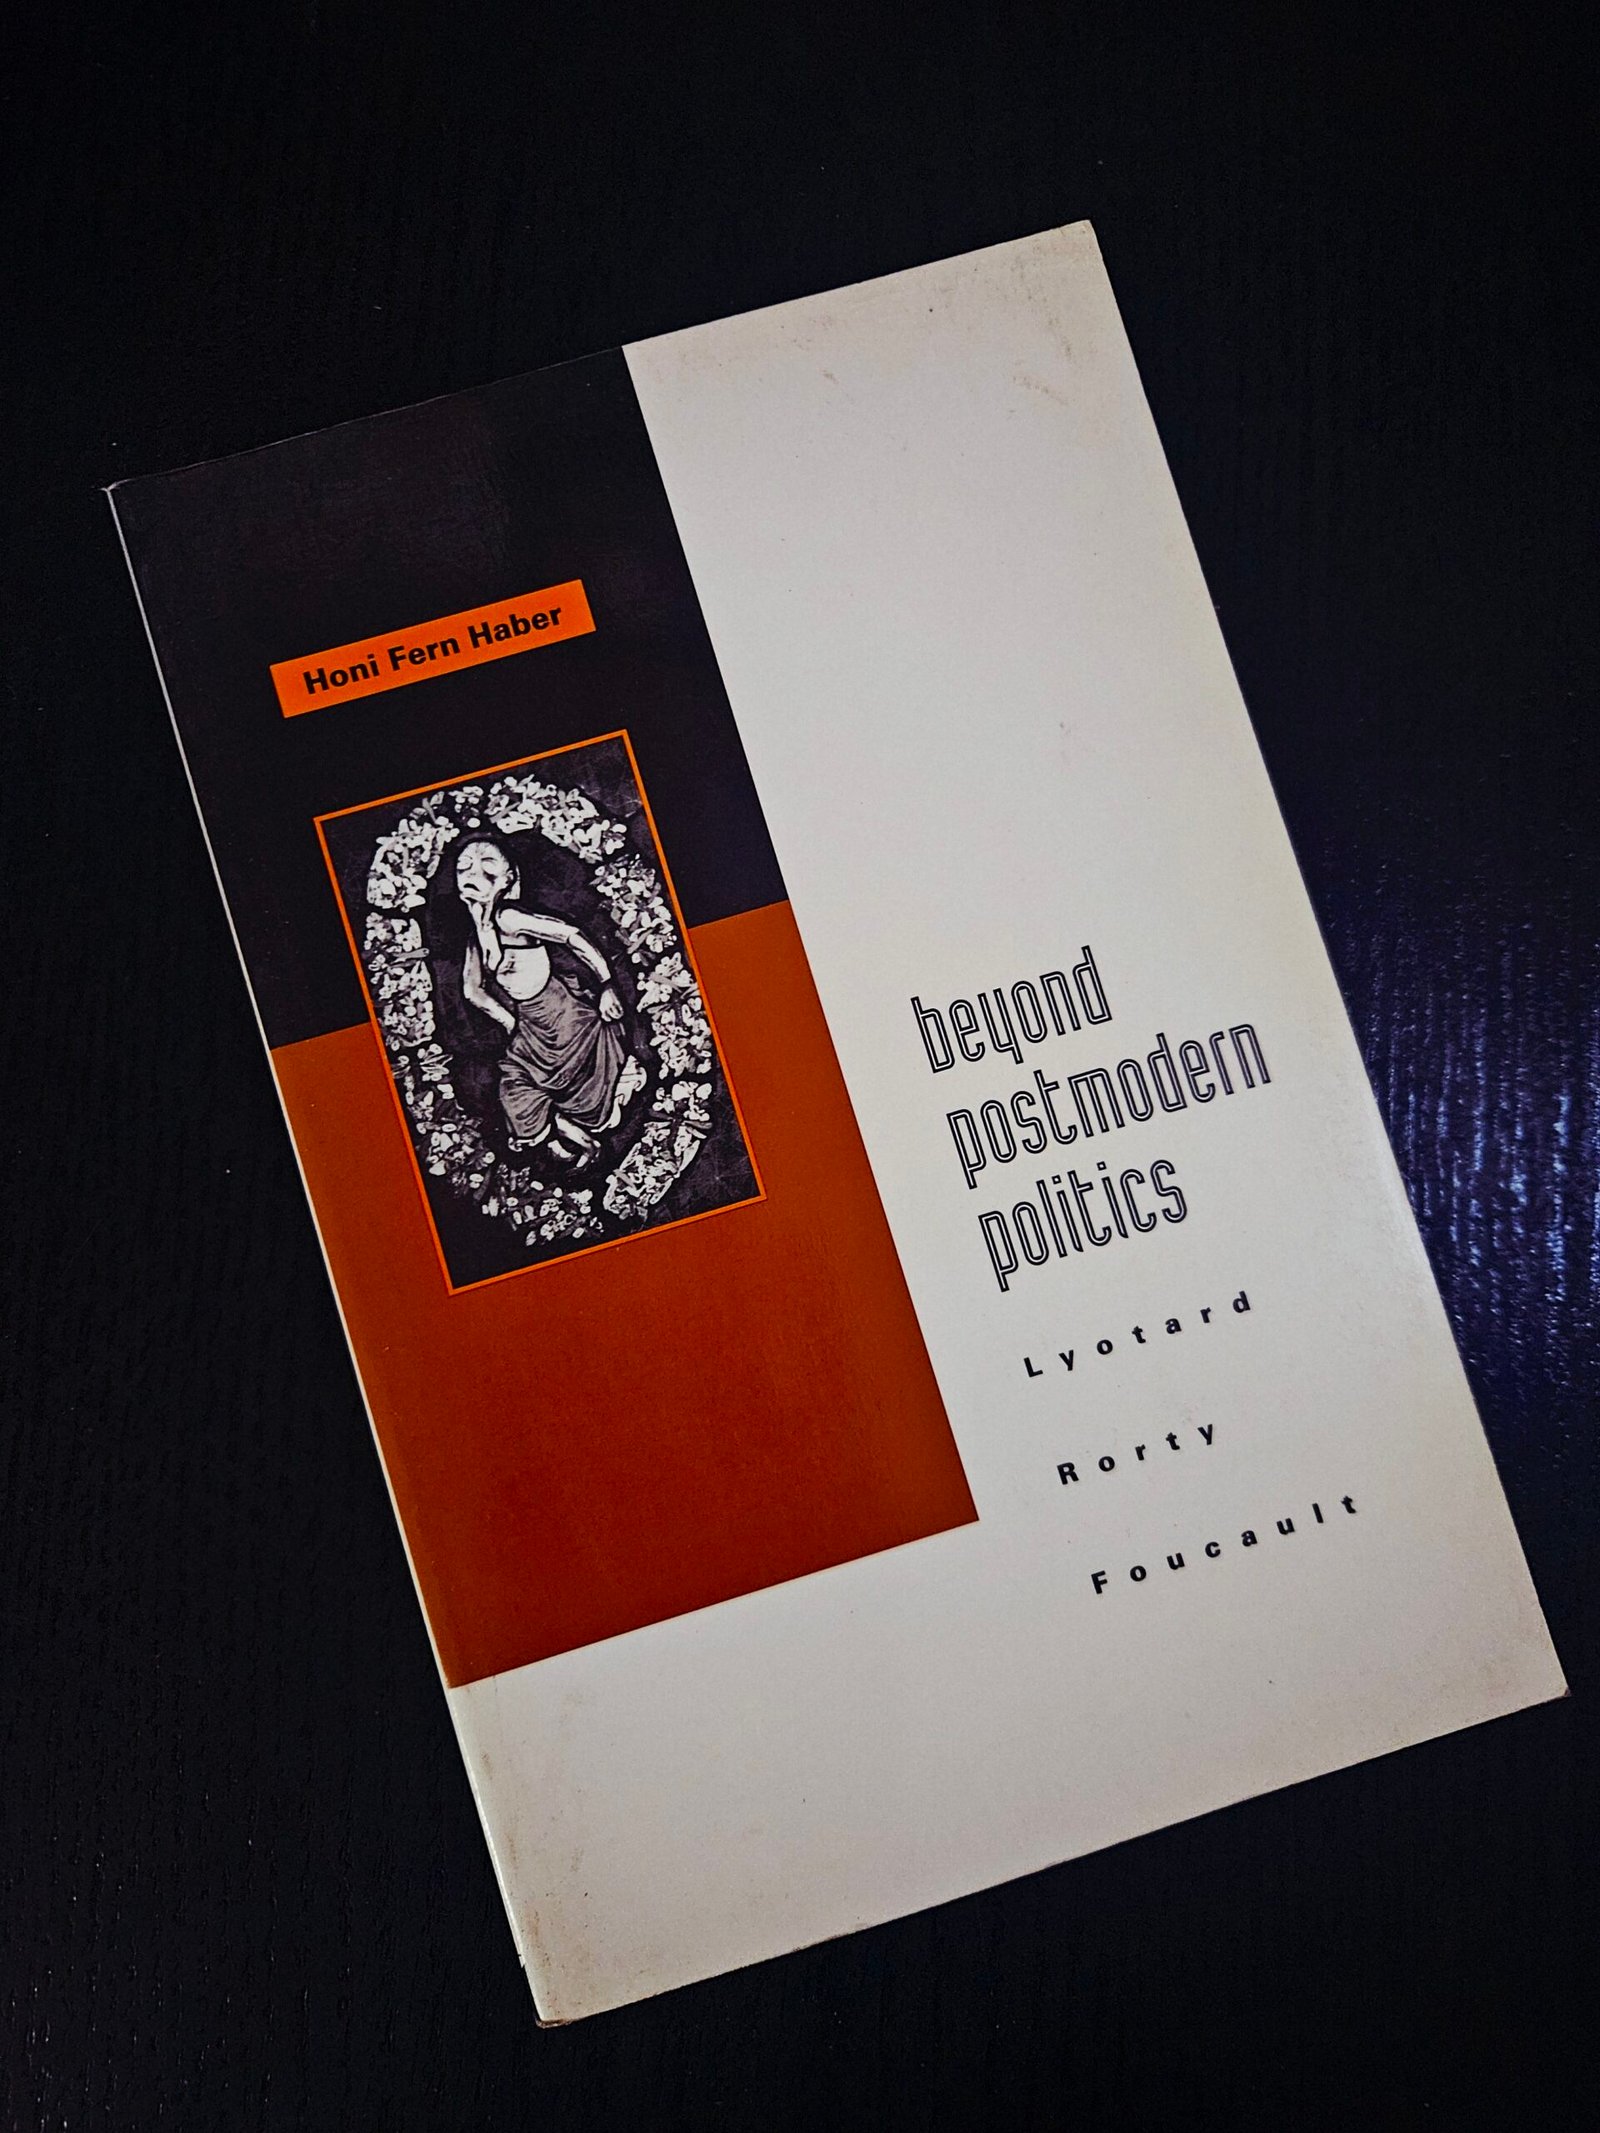 Honi Fern Haber
beyond
postmodern
politics
Lyotard
Rorty
Foucault